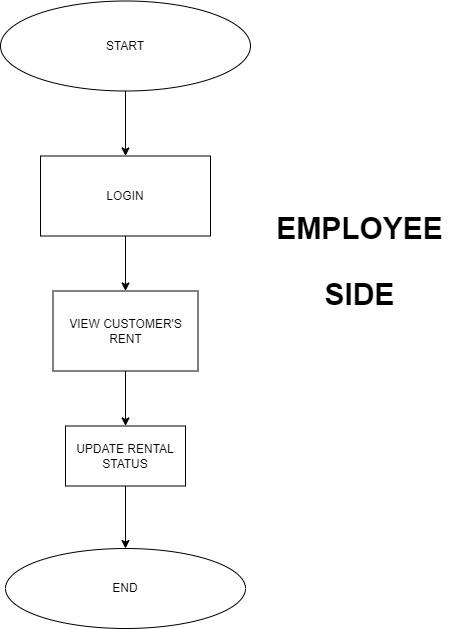 START
LOGIN
EMPLOYEE
SIDE
VIEW CUSTOMER'S
RENT
UPDATE RENTAL
STATUS
END